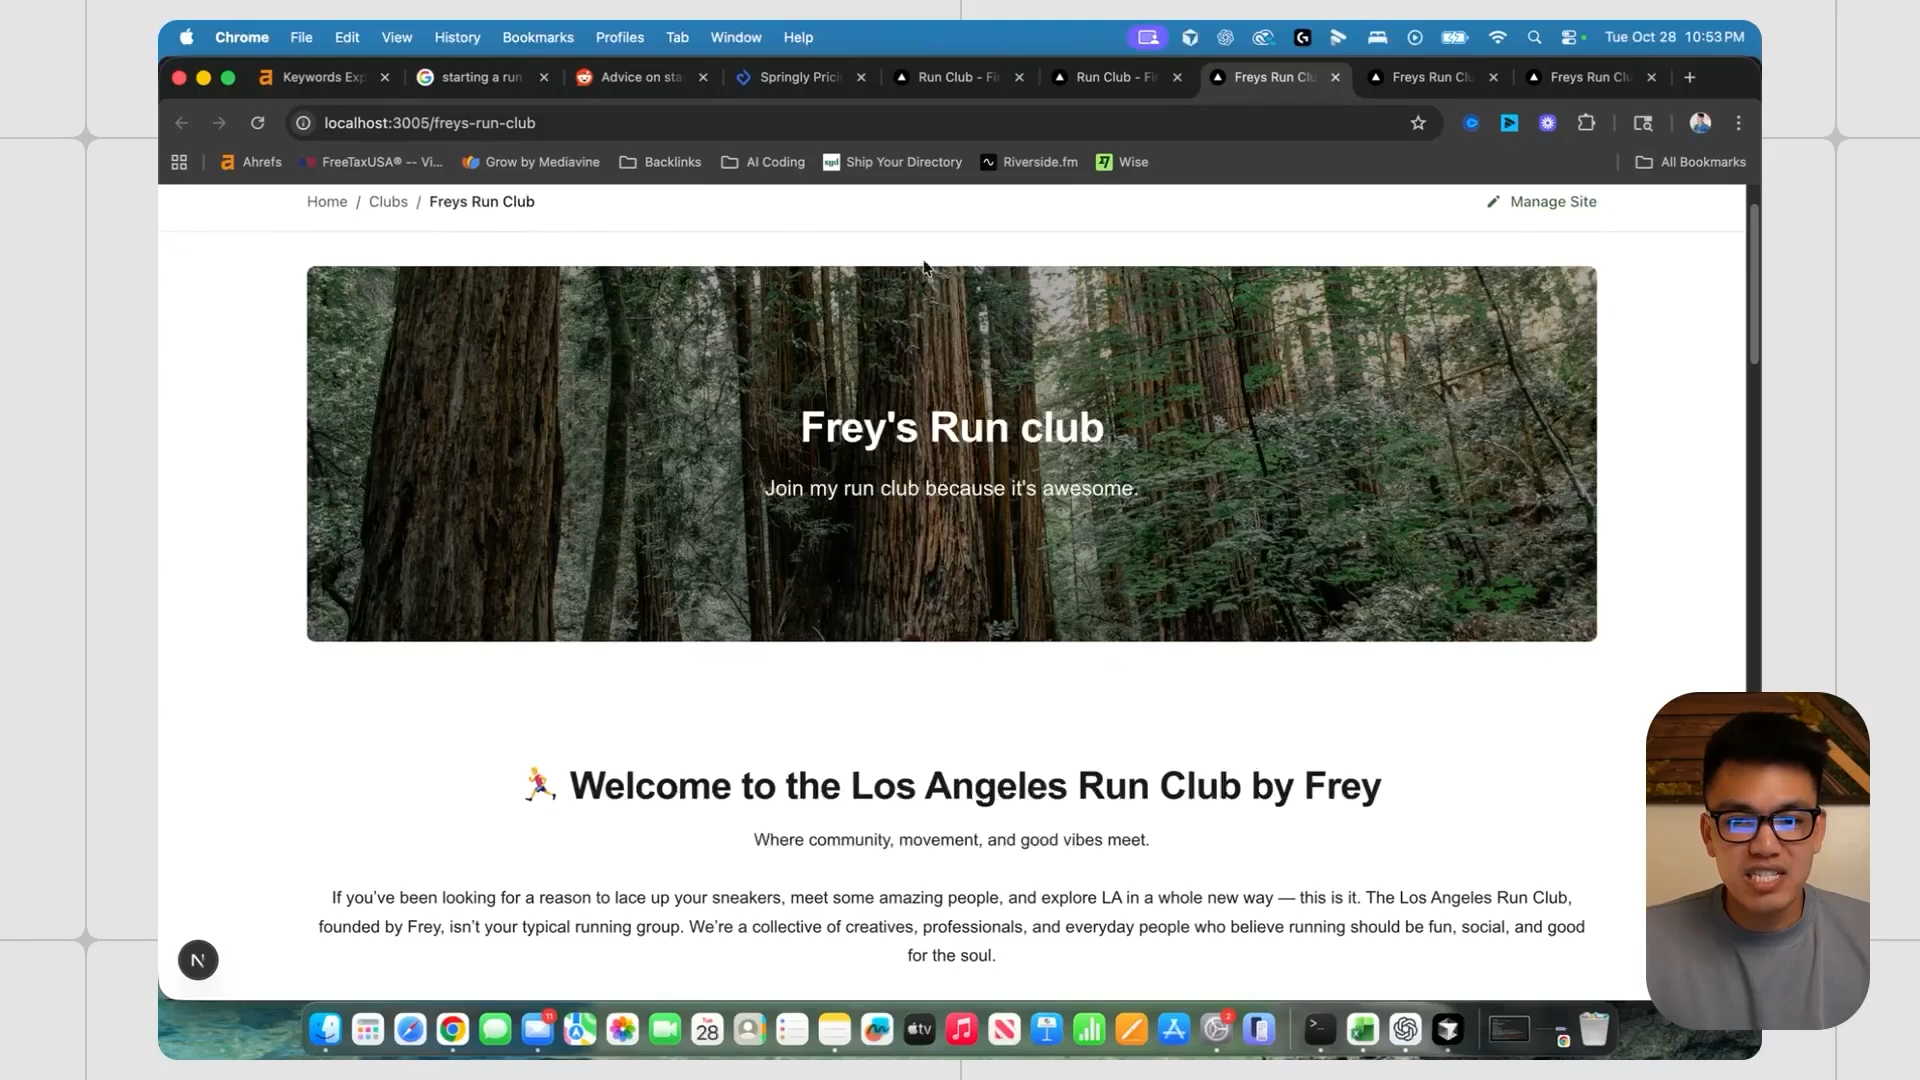 Chrome File Edit View History Bookmarks Profiles Tab Window Help Tue Oct 28 10:53 PM
Keywords Exp starting a run Advice on sta Springly Prici Run Club - Fi Run Club - Fi Freys Run Clu Freys Run Clu Freys Run Clu
localhost:3005/freys-run-club
Ahrefs FreeTaxUSA® -- Vi... Grow by Mediavine Backlinks AI Coding syd Ship Your Directory Riverside.fm Wise All Bookmarks
Home / Clubs / Freys Run Club Manage Site
Frey's Run club
Join my run club because it's awesome.
🏃 Welcome to the Los Angeles Run Club by Frey
Where community, movement, and good vibes meet.
If you’ve been looking for a reason to lace up your sneakers, meet some amazing people, and explore LA in a whole new way — this is it. The Los Angeles Run Club,
founded by Frey, isn’t your typical running group. We’re a collective of creatives, professionals, and everyday people who believe running should be fun, social, and good
for the soul.
N
11 Tue 28 tv 2